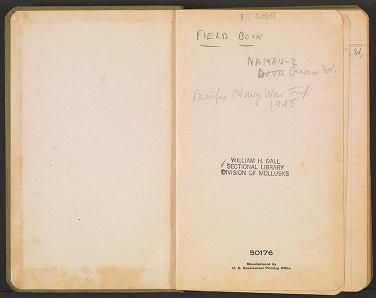 FIELD BOOK
NAMRU-2
Pacific Navy War Trip
1945
WILLIAM H. DALL
SECTIONAL LIBRARY
DIVISION OF MOLLUSKS
50176
Manufactured by
U. S. Government Printing Office